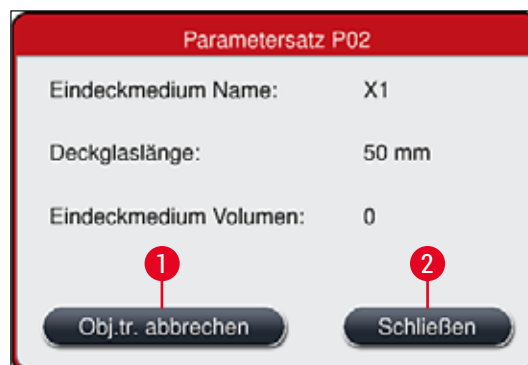 Parametersatz P02
Eindeckmedium Name: X1
Deckglaslänge: 50 mm
Eindeckmedium Volumen: 0
1 2
Obj.tr. abbrechen Schließen